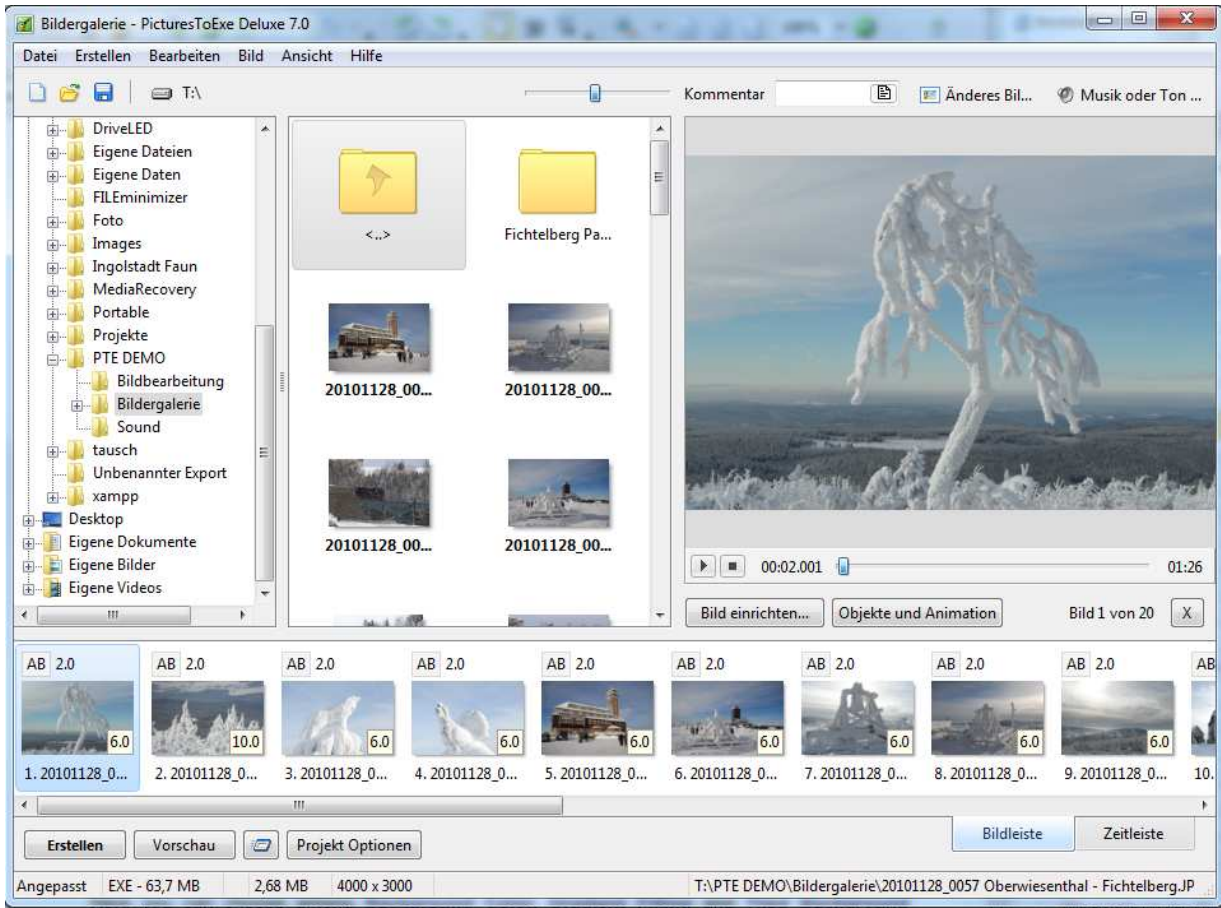 Bildergalerie - PicturesToExe Deluxe 7.0
Datei Erstellen Bearbeiten Bild Ansicht Hilfe
T:\
Kommentar
Änderes Bil...
Musik oder Ton ...
DriveLED
Eigene Dateien
Eigene Daten
FILEminimizer
Foto
Images
Ingolstadt Faun
MediaRecovery
Portable
Projekte
PTE DEMO
Bildbearbeitung
Bildergalerie
Sound
tausch
Unbenannter Export
xampp
Desktop
Eigene Dokumente
Eigene Bilder
Eigene Videos
<..>
Fichtelberg Pa...
20101128_00...
20101128_00...
20101128_00...
20101128_00...
00:02.001
01:26
Bild einrichten...
Objekte und Animation
Bild 1 von 20
X
AB 2.0 AB 2.0 AB 2.0 AB 2.0 AB 2.0 AB 2.0 AB 2.0 AB 2.0 AB 2.0 AB
6.0 10.0 6.0 6.0 6.0 6.0 6.0 6.0 6.0
1. 20101128_0... 2. 20101128_0... 3. 20101128_0... 4. 20101128_0... 5. 20101128_0... 6. 20101128_0... 7. 20101128_0... 8. 20101128_0... 9. 20101128_0... 10.
Erstellen
Vorschau
Projekt Optionen
Bildleiste
Zeitleiste
Angepasst EXE - 63,7 MB 2,68 MB 4000 x 3000 T:\PTE DEMO\Bildergalerie\20101128_0057 Oberwiesenthal - Fichtelberg.JP